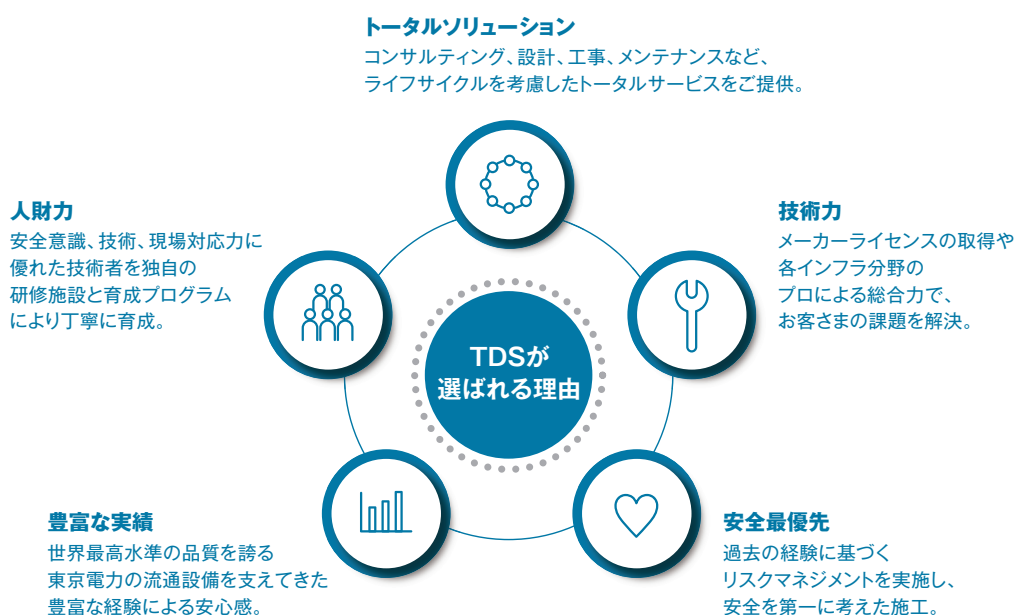 トータルソリューション
コンサルティング、設計、工事、メンテナンスなど、
ライフサイクルを考慮したトータルサービスをご提供。
人財力
安全意識、技術、現場対応力に
優れた技術者を独自の
研修施設と育成プログラム
により丁寧に育成。
技術力
メーカーライセンスの取得や
各インフラ分野の
プロによる総合力で、
お客さまの課題を解決。
TDSが
選ばれる理由
豊富な実績
世界最高水準の品質を誇る
東京電力の流通設備を支えてきた
豊富な経験による安心感。
安全最優先
過去の経験に基づく
リスクマネジメントを実施し、
安全を第一に考えた施工。